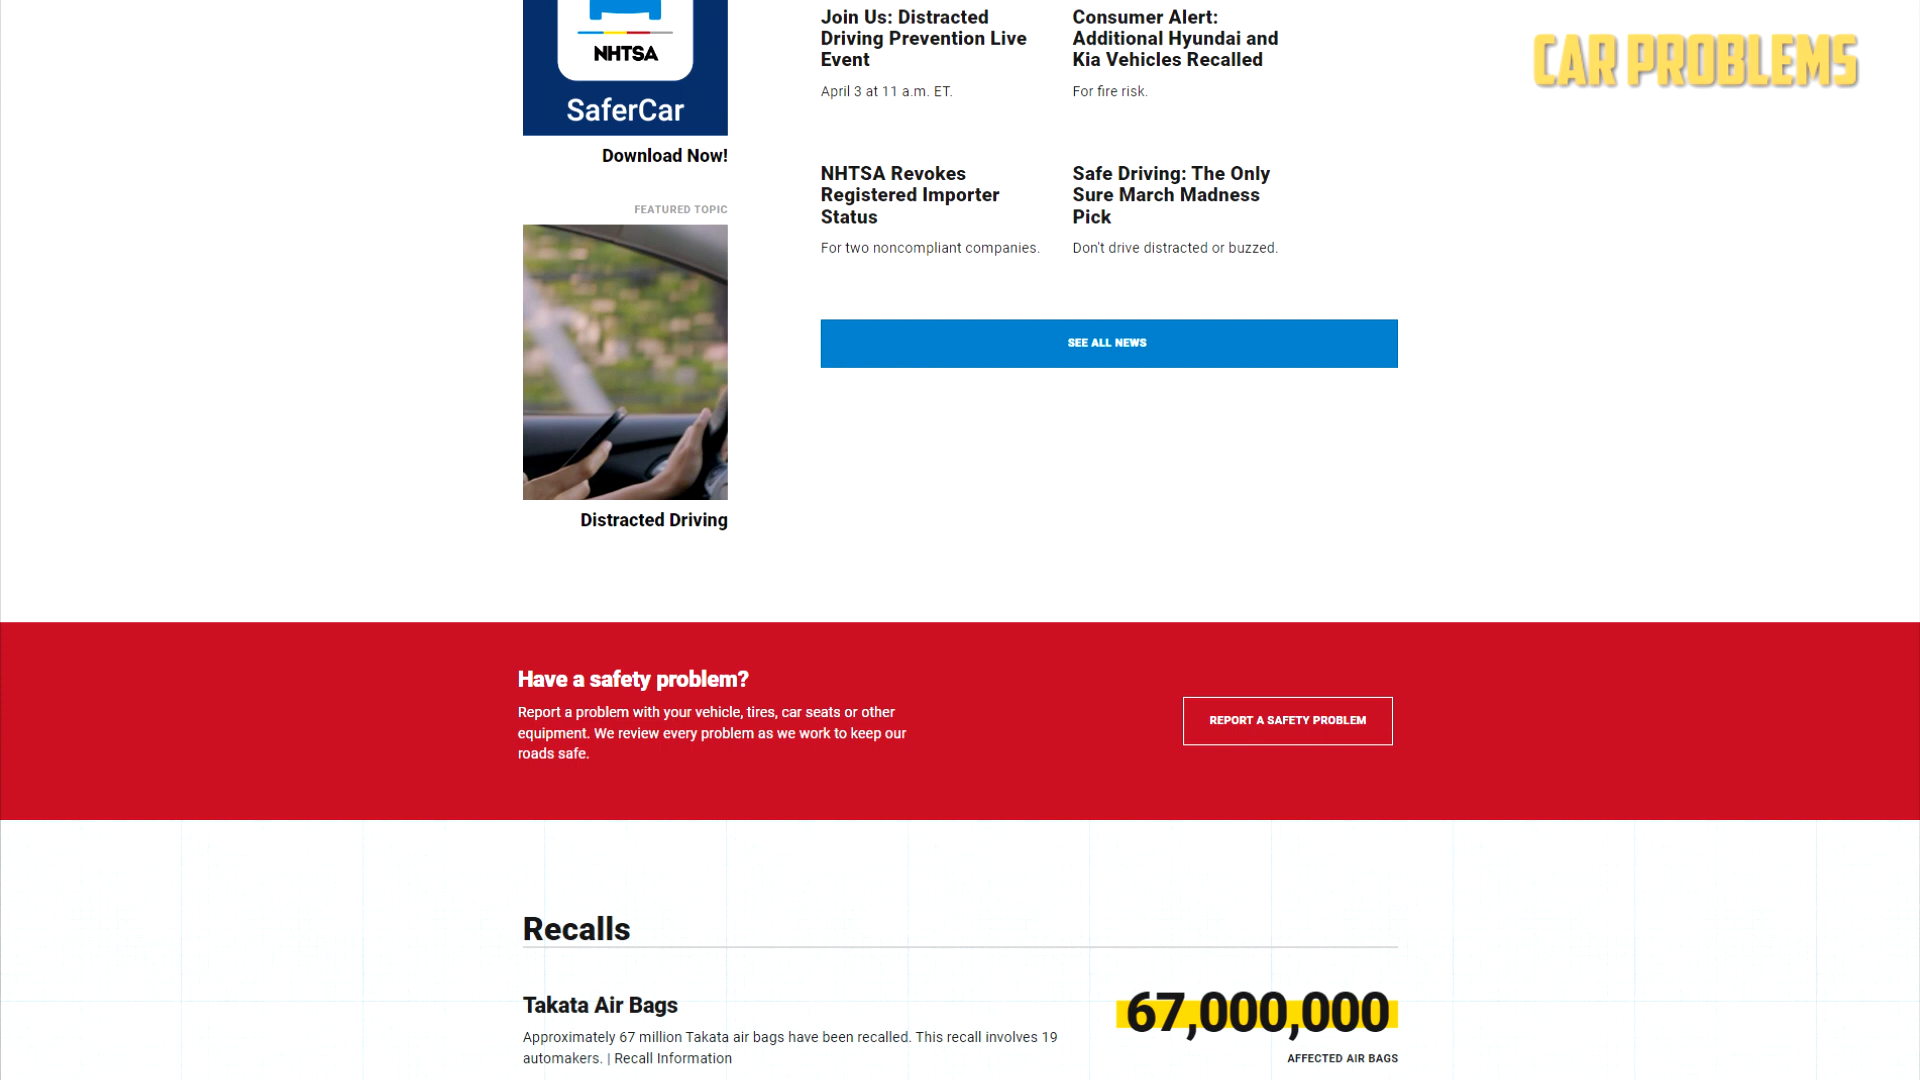 CAR PROBLEMS
NHTSA
SaferCar
Download Now!
FEATURED TOPIC
Distracted Driving
Join Us: Distracted
Driving Prevention Live
Event
April 3 at 11 a.m. ET.
Consumer Alert:
Additional Hyundai and
Kia Vehicles Recalled
For fire risk.
NHTSA Revokes
Registered Importer
Status
For two noncompliant companies.
Safe Driving: The Only
Sure March Madness
Pick
Don't drive distracted or buzzed.
SEE ALL NEWS
Have a safety problem?
Report a problem with your vehicle, tires, car seats or other
equipment. We review every problem as we work to keep our
roads safe.
REPORT A SAFETY PROBLEM
Recalls
Takata Air Bags
Approximately 67 million Takata air bags have been recalled. This recall involves 19
automakers. | Recall Information
67,000,000
AFFECTED AIR BAGS